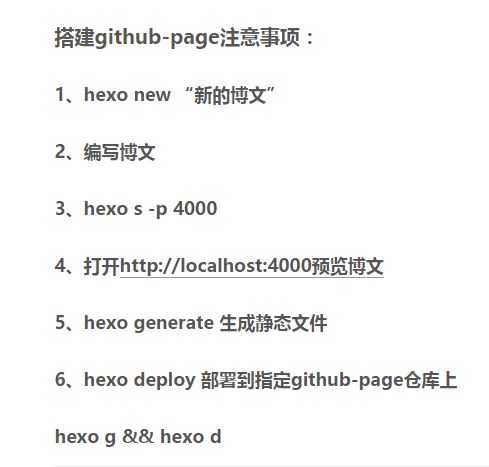 搭建github-page注意事项：
1、hexo new “新的博文”
2、编写博文
3、hexo s -p 4000
4、打开http://localhost:4000预览博文
5、hexo generate 生成静态文件
6、hexo deploy 部署到指定github-page仓库上
hexo g && hexo d